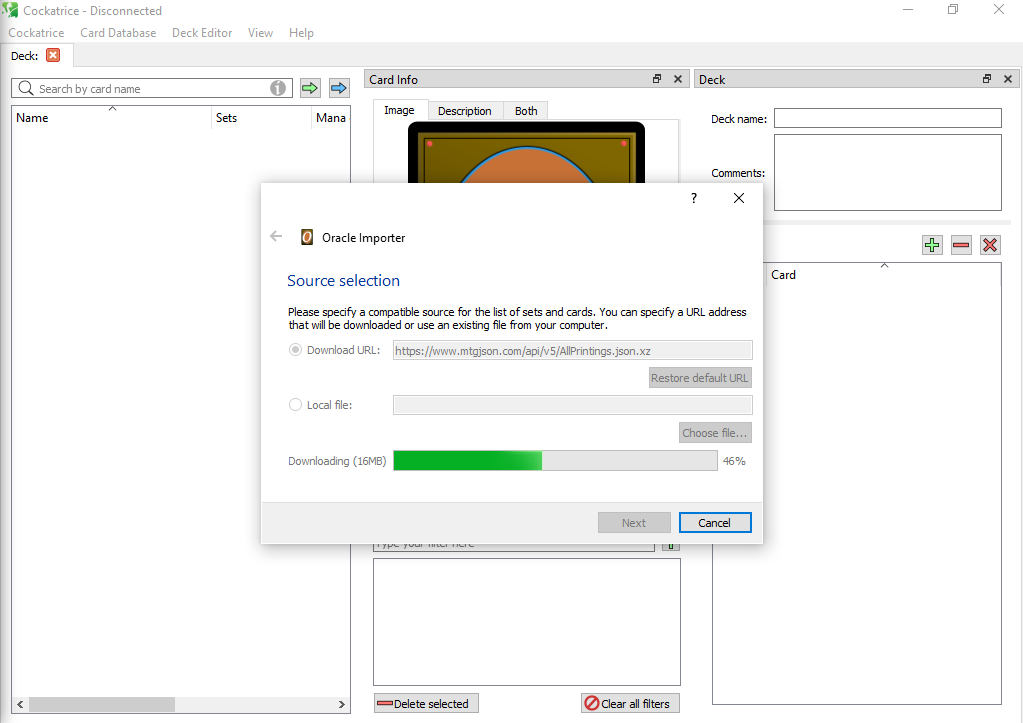 Cockatrice - Disconnected
Cockatrice Card Database Deck Editor View Help
Deck:
Search by card name
Name Sets Mana
Card Info
Image Description Both
Deck
Deck name:
Comments:
Card
?
Oracle Importer
Source selection
Please specify a compatible source for the list of sets and cards. You can specify a URL address
that will be downloaded or use an existing file from your computer.
Download URL: https://www.mtgjson.com/api/v5/AllPrintings.json.xz
Restore default URL
Local file:
Choose file...
Downloading (16MB) 46%
Next Cancel
Type your filter here
Delete selected Clear all filters